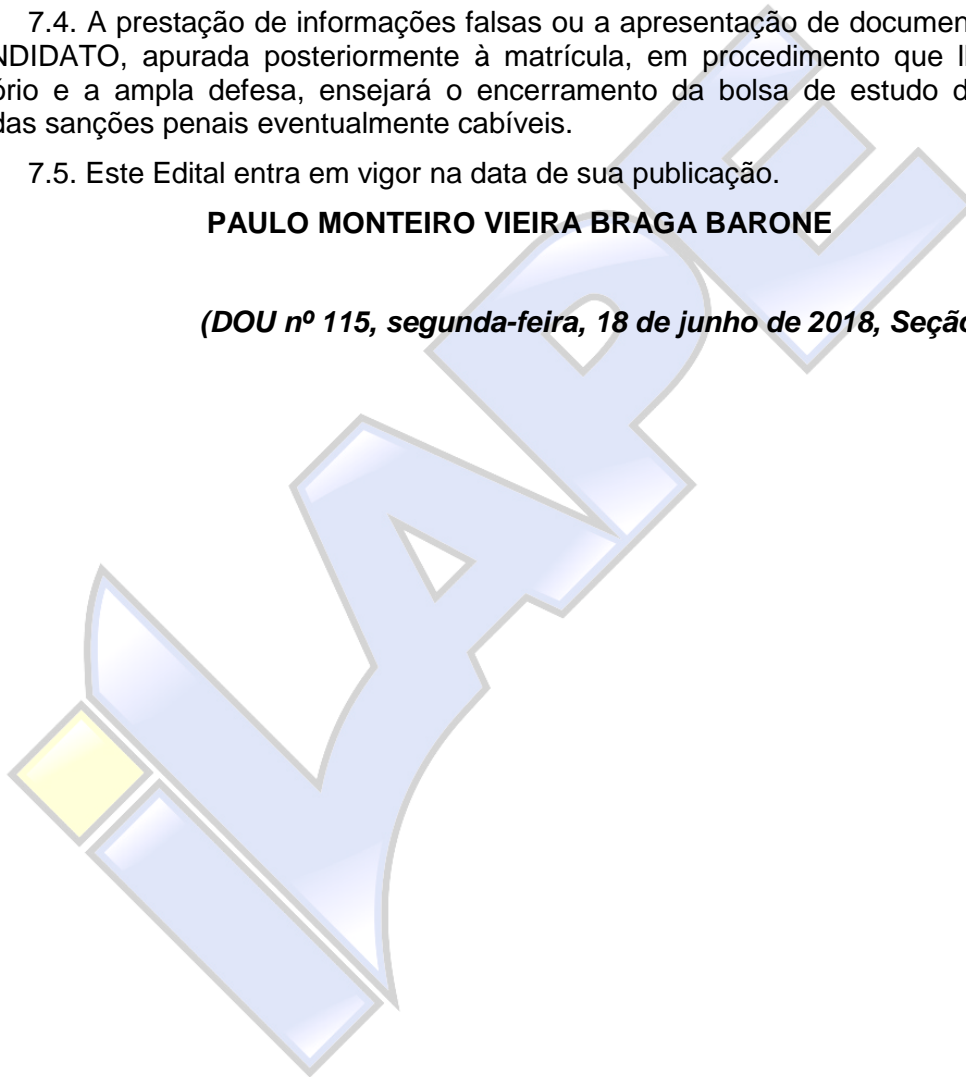 7.4. A prestação de informações falsas ou a apresentação de documen
NDIDATO, apurada posteriormente à matrícula, em procedimento que l
ório e a ampla defesa, ensejará o encerramento da bolsa de estudo d
das sanções penais eventualmente cabíveis.
7.5. Este Edital entra em vigor na data de sua publicação.
PAULO MONTEIRO VIEIRA BRAGA BARONE
(DOU nº 115, segunda-feira, 18 de junho de 2018, Seção
iLAPE